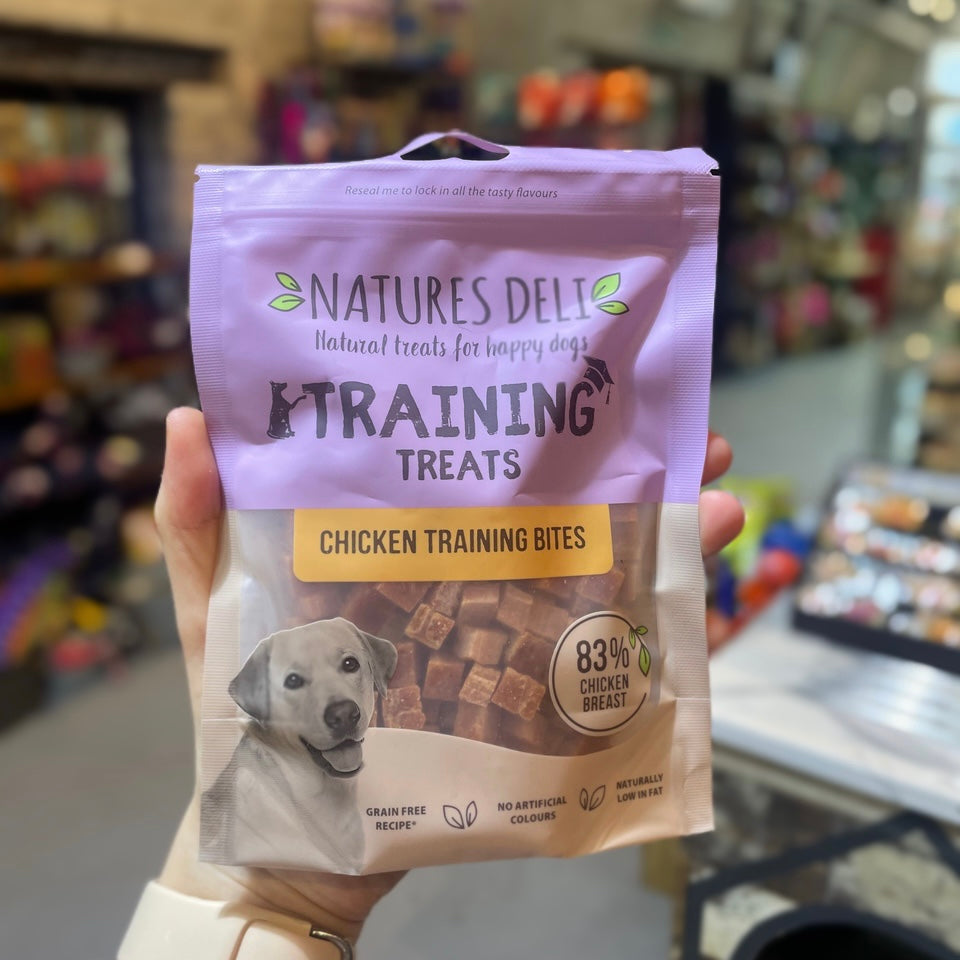 Reseal me to lock in all the tasty flavours
NATURES DELI
Natural treats for happy dogs
TRAINING
TREATS
CHICKEN TRAINING BITES
83%
CHICKEN
BREAST
GRAIN FREE
RECIPE*
NO ARTIFICIAL
COLOURS
NATURALLY
LOW IN FAT